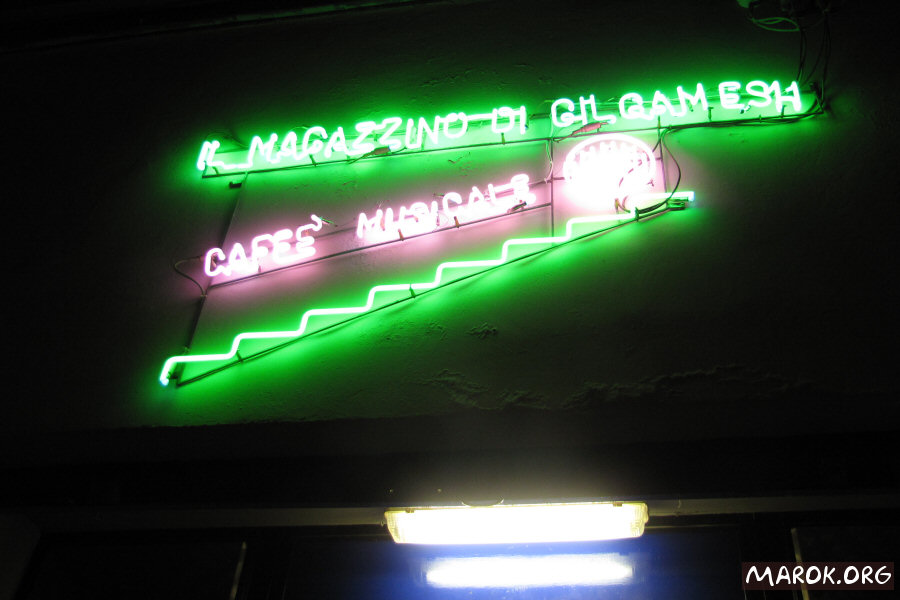 IL MAGAZZINO DI GILGAMESH
CAFFE' MUSICALE
MAROK.ORG